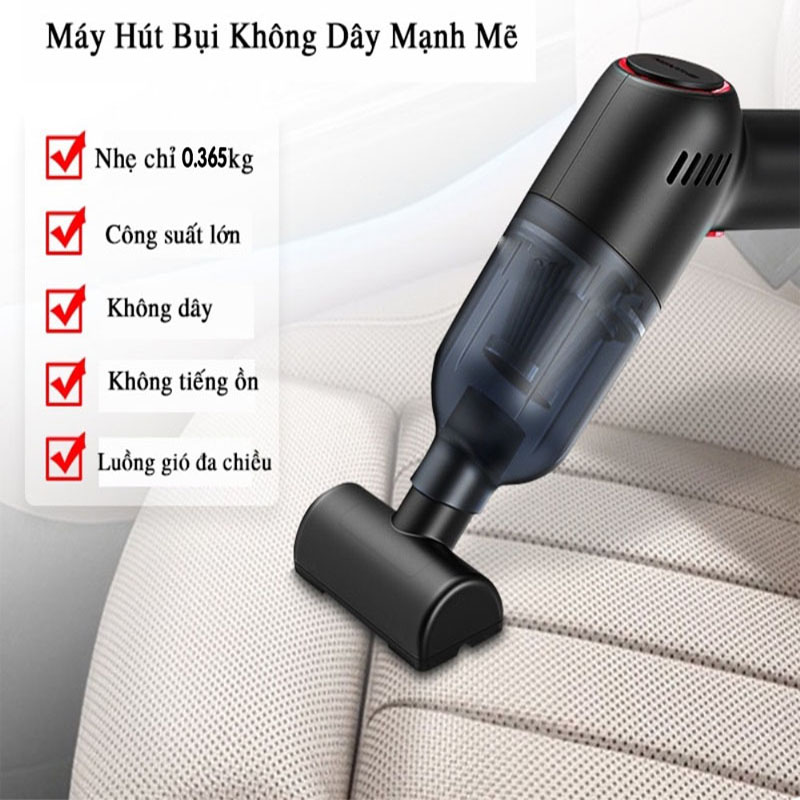 Máy Hút Bụi Không Dây Mạnh Mẽ
Nhẹ chỉ 0.365kg
Công suất lớn
Không dây
Không tiếng ồn
Luồng gió đa chiều